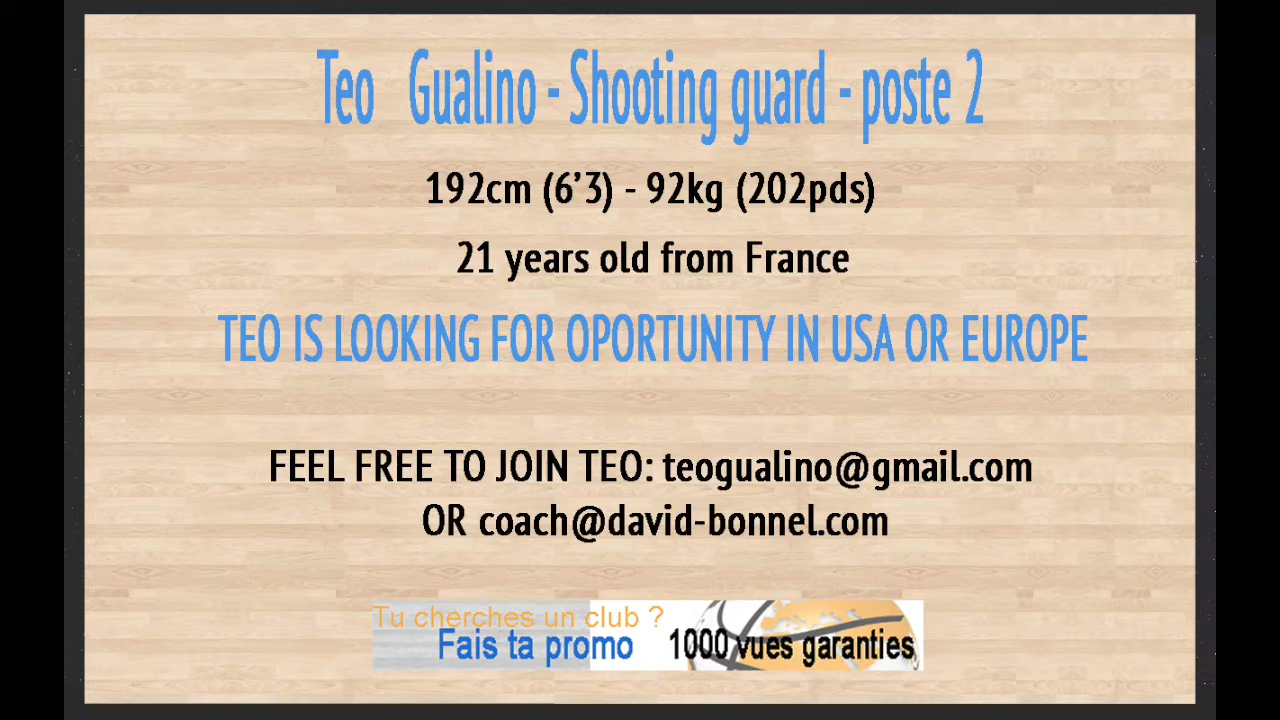 Teo Gualino - Shooting guard - poste 2
192cm (6’3) - 92kg (202pds)
21 years old from France
TEO IS LOOKING FOR OPORTUNITY IN USA OR EUROPE
FEEL FREE TO JOIN TEO: teogualino@gmail.com
OR coach@david-bonnel.com
Tu cherches un club ?
Fais ta promo 1000 vues garanties